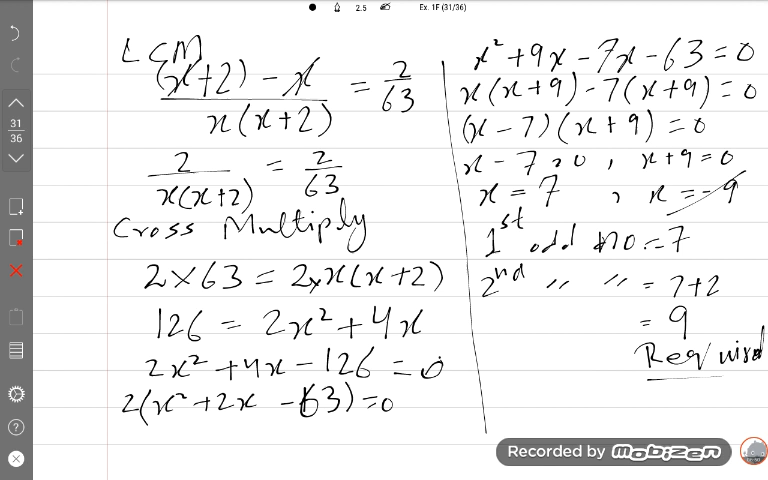 2.5 Ex. 1F (31/36)
31
36
LCM
(x+2) - x / x(x+2) = 2/63
2 / x(x+2) = 2/63
Cross Multiply
2×63 = 2×x(x+2)
126 = 2x² + 4x
2x² + 4x - 126 = 0
2(x² + 2x - 63) = 0
x² + 9x - 7x - 63 = 0
x(x+9) - 7(x+9) = 0
(x-7)(x+9) = 0
x - 7 = 0, x+9=0
x = 7, x = -9
1st odd no = 7
2nd " " = 7+2
= 9
Required
Recorded by mobizen